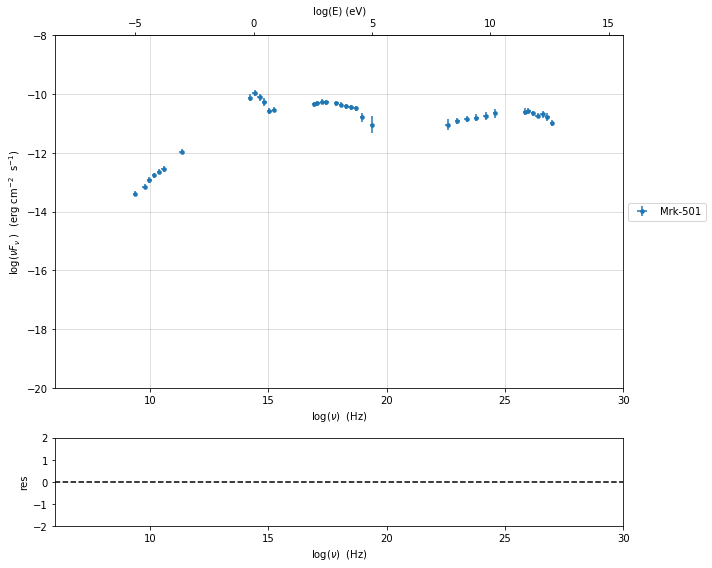 log(E) (eV)
−5 0 5 10 15
−8
−10
−12
−14
−16
−18
−20
log(νFν )  (erg cm⁻²  s⁻¹)
Mrk-501
10 15 20 25 30
log(ν)  (Hz)
2
1
0
−1
−2
res
10 15 20 25 30
log(ν)  (Hz)